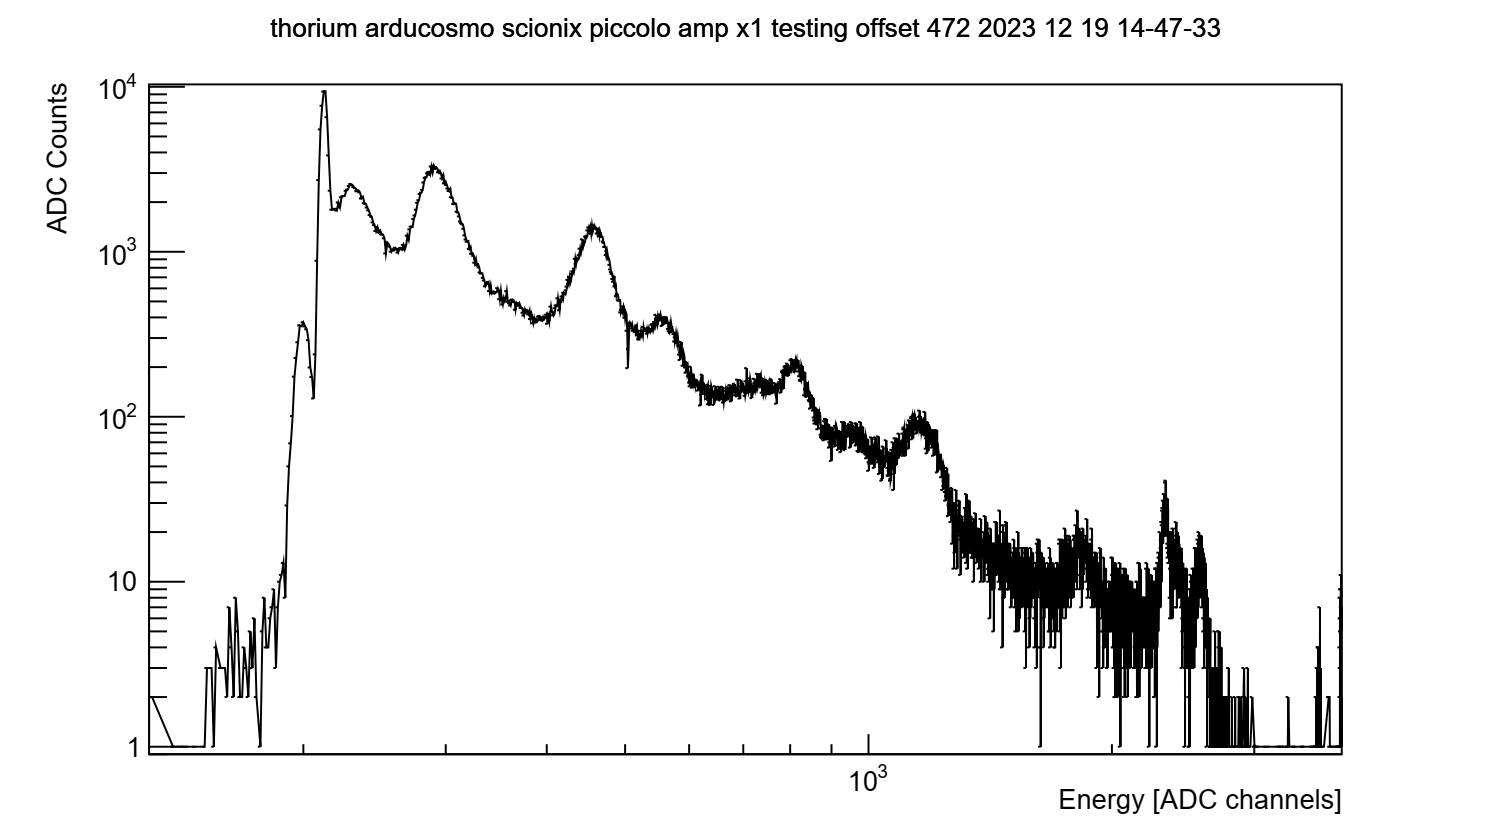 thorium arducosmo scionix piccolo amp x1 testing offset 472 2023 12 19 14-47-33
ADC Counts
10^4
10^3
10^2
10
1
10^3
Energy [ADC channels]